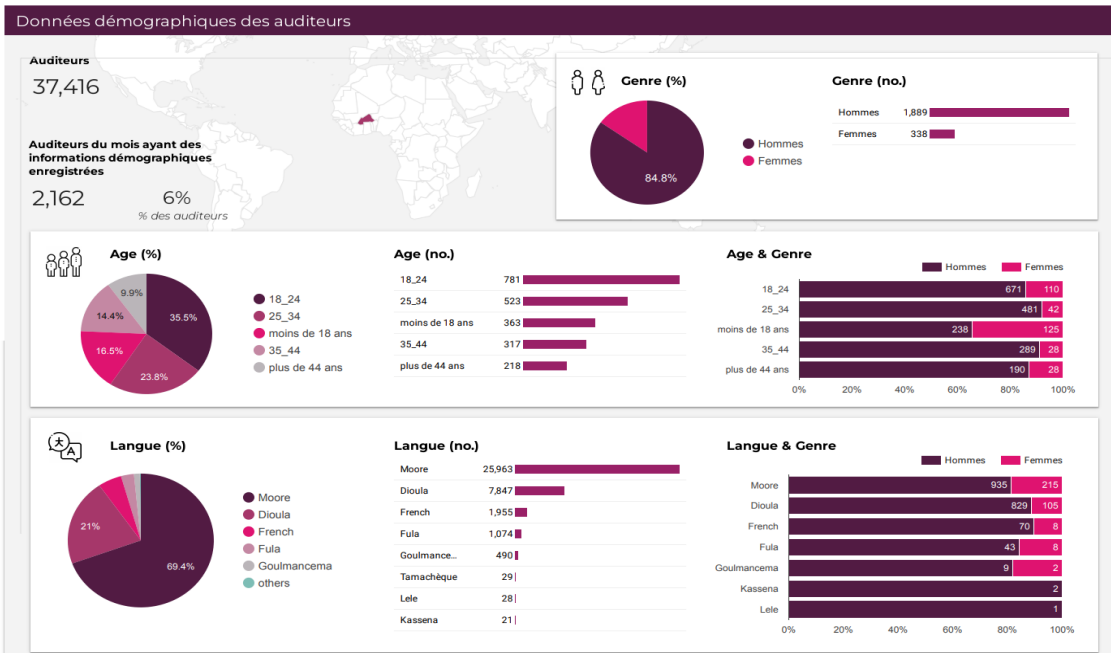 Données démographiques des auditeurs
Auditeurs
37,416
Auditeurs du mois ayant des
informations démographiques
enregistrées
2,162
6%
% des auditeurs
Genre (%)
84.8%
Hommes
Femmes
Genre (no.)
Hommes 1,889
Femmes 338
Age (%)
35.5%
23.8%
16.5%
14.4%
9.9%
18_24
25_34
moins de 18 ans
35_44
plus de 44 ans
Age (no.)
18_24 781
25_34 523
moins de 18 ans 363
35_44 317
plus de 44 ans 218
Age & Genre
Hommes Femmes
18_24 671 110
25_34 481 42
moins de 18 ans 238 125
35_44 289 28
plus de 44 ans 190 28
0% 20% 40% 60% 80% 100%
Langue (%)
69.4%
21%
Moore
Dioula
French
Fula
Goulmancema
others
Langue (no.)
Moore 25,963
Dioula 7,847
French 1,955
Fula 1,074
Goulmance... 490
Tamachèque 29
Lele 28
Kassena 21
Langue & Genre
Hommes Femmes
Moore 935 215
Dioula 829 105
French 70 8
Fula 43 8
Goulmancema 9 2
Kassena 2
Lele 1
0% 20% 40% 60% 80% 100%